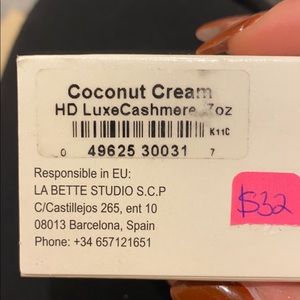 Coconut Cream
HD LuxeCashmere 7oz
K11C
0 49625 30031 7
Responsible in EU:
LA BETTE STUDIO S.C.P
C/Castillejos 265, ent 10
08013 Barcelona, Spain
Phone: +34 657121651
$32